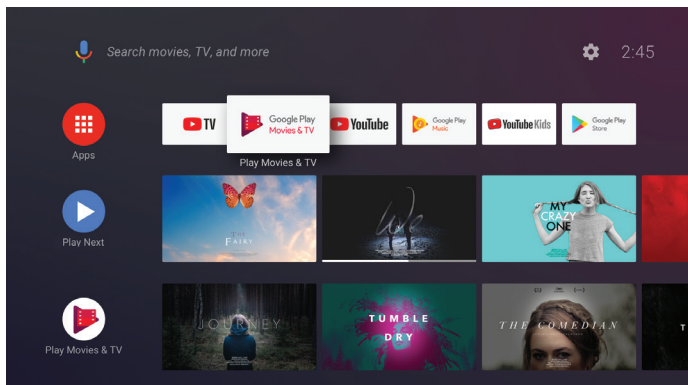 Search movies, TV, and more
2:45
TV
Google Play
Movies & TV
YouTube
Google Play
Music
YouTube Kids
Google Play
Store
Apps
Play Movies & TV
THE
FAIRY
We
MY
CRAZY
ONE
Play Next
JOURNEY
TUMBLE
DRY
THE COMEDIAN
T
Play Movies & TV